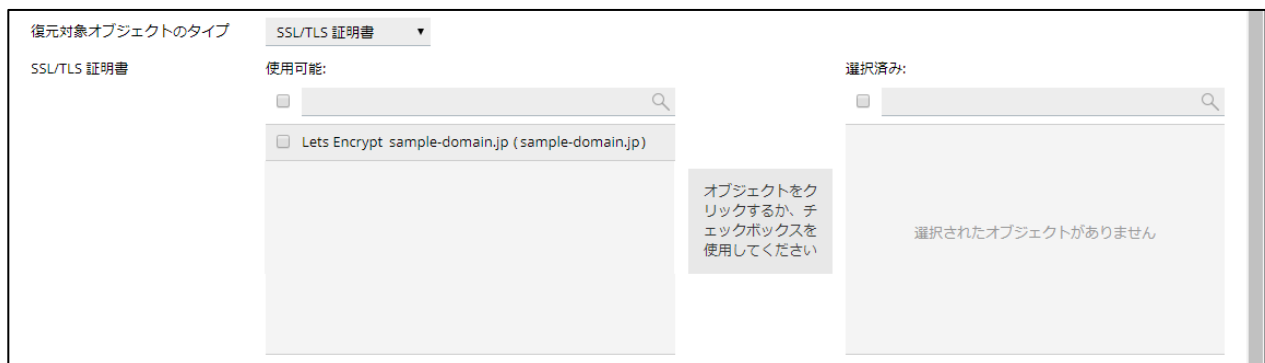 復元対象オブジェクトのタイプ
SSL/TLS 証明書
SSL/TLS 証明書
使用可能:
選択済み:
Lets Encrypt sample-domain.jp (sample-domain.jp)
オブジェクトをク
リックするか、チ
ェックボックスを
使用してください
選択されたオブジェクトがありません